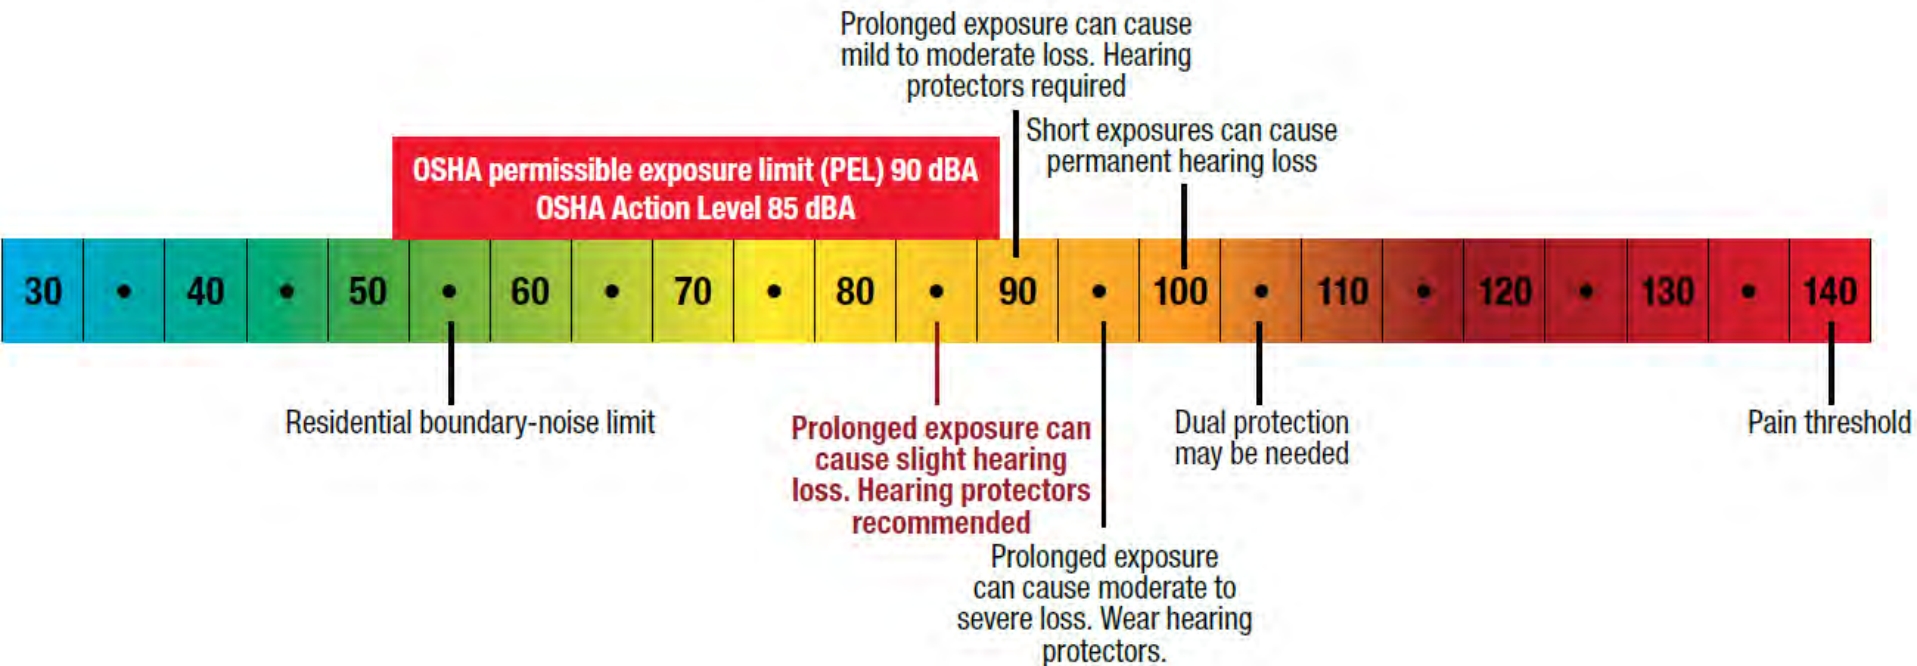 Prolonged exposure can cause
mild to moderate loss. Hearing
protectors required
Short exposures can cause
permanent hearing loss
OSHA permissible exposure limit (PEL) 90 dBA
OSHA Action Level 85 dBA
30 • 40 • 50 • 60 • 70 • 80 • 90 • 100 • 110 • 120 • 130 • 140
Residential boundary-noise limit
Prolonged exposure can
cause slight hearing
loss. Hearing protectors
recommended
Prolonged exposure
can cause moderate to
severe loss. Wear hearing
protectors.
Dual protection
may be needed
Pain threshold